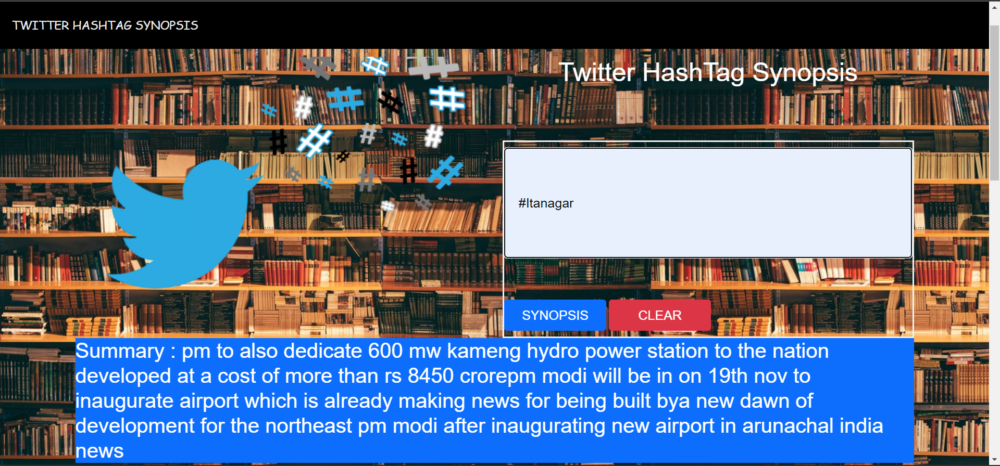 TWITTER HASHTAG SYNOPSIS
Twitter HashTag Synopsis
#Itanagar
SYNOPSIS CLEAR
Summary : pm to also dedicate 600 mw kameng hydro power station to the nation
developed at a cost of more than rs 8450 crorepm modi will be in on 19th nov to
inaugurate airport which is already making news for being built bya new dawn of
development for the northeast pm modi after inaugurating new airport in arunachal india
news